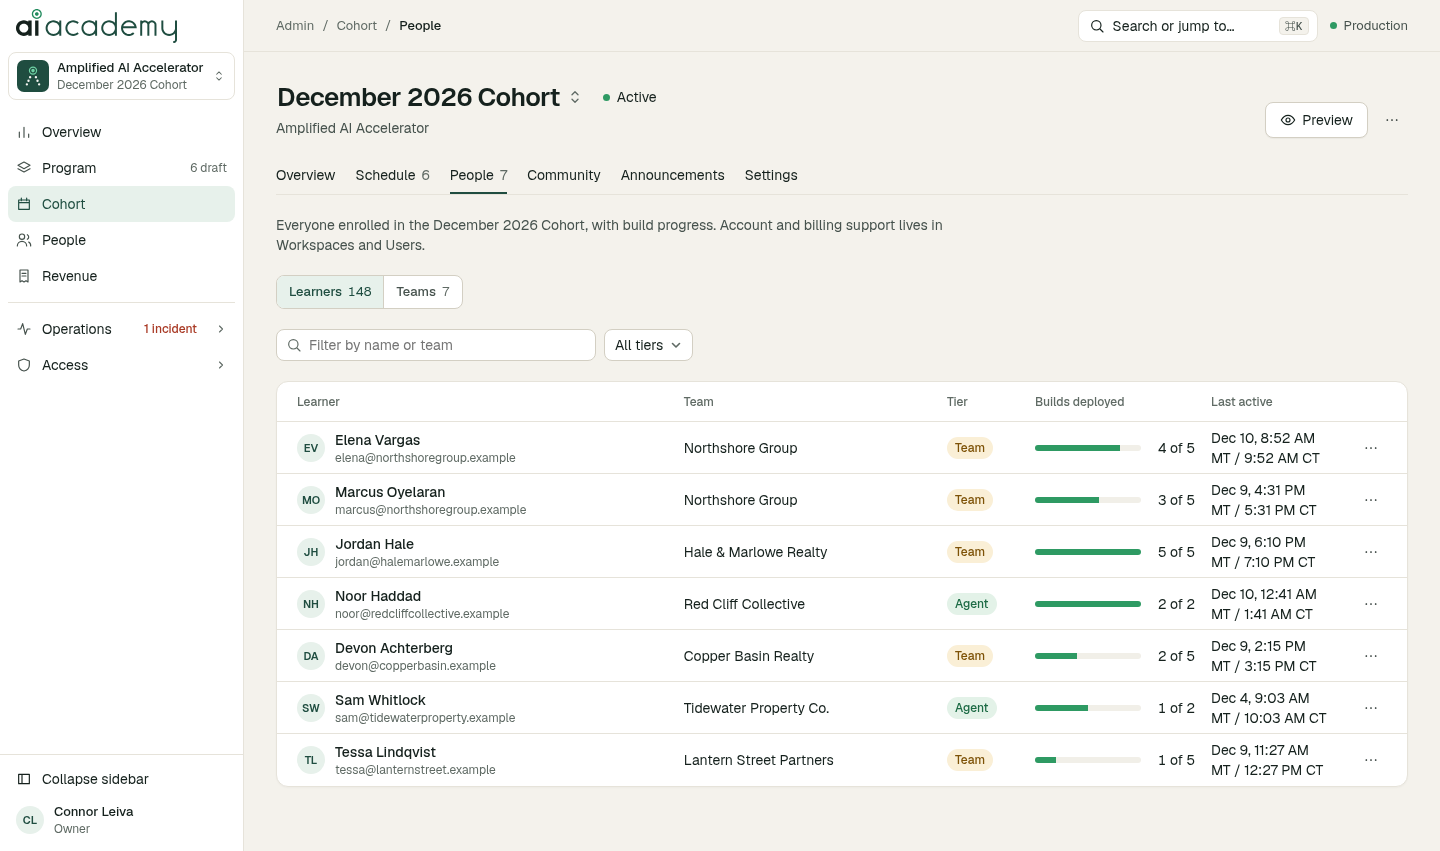 ai academy
Amplified AI Accelerator
December 2026 Cohort
Overview
Program 6 draft
Cohort
People
Revenue
Operations 1 incident
Access
Collapse sidebar
CL
Connor Leiva
Owner
Admin / Cohort / People
Search or jump to... ⌘K
Production
December 2026 Cohort
Active
Amplified AI Accelerator
Preview
Overview Schedule 6 People 7 Community Announcements Settings
Everyone enrolled in the December 2026 Cohort, with build progress. Account and billing support lives in
Workspaces and Users.
Learners 148 Teams 7
Filter by name or team
All tiers
Learner Team Tier Builds deployed Last active
EV Elena Vargas
elena@northshoregroup.example
Northshore Group Team 4 of 5
Dec 10, 8:52 AM
MT / 9:52 AM CT
MO Marcus Oyelaran
marcus@northshoregroup.example
Northshore Group Team 3 of 5
Dec 9, 4:31 PM
MT / 5:31 PM CT
JH Jordan Hale
jordan@halemarlowe.example
Hale & Marlowe Realty Team 5 of 5
Dec 9, 6:10 PM
MT / 7:10 PM CT
NH Noor Haddad
noor@redcliffcollective.example
Red Cliff Collective Agent 2 of 2
Dec 10, 12:41 AM
MT / 1:41 AM CT
DA Devon Achterberg
devon@copperbasin.example
Copper Basin Realty Team 2 of 5
Dec 9, 2:15 PM
MT / 3:15 PM CT
SW Sam Whitlock
sam@tidewaterproperty.example
Tidewater Property Co. Agent 1 of 2
Dec 4, 9:03 AM
MT / 10:03 AM CT
TL Tessa Lindqvist
tessa@lanternstreet.example
Lantern Street Partners Team 1 of 5
Dec 9, 11:27 AM
MT / 12:27 PM CT